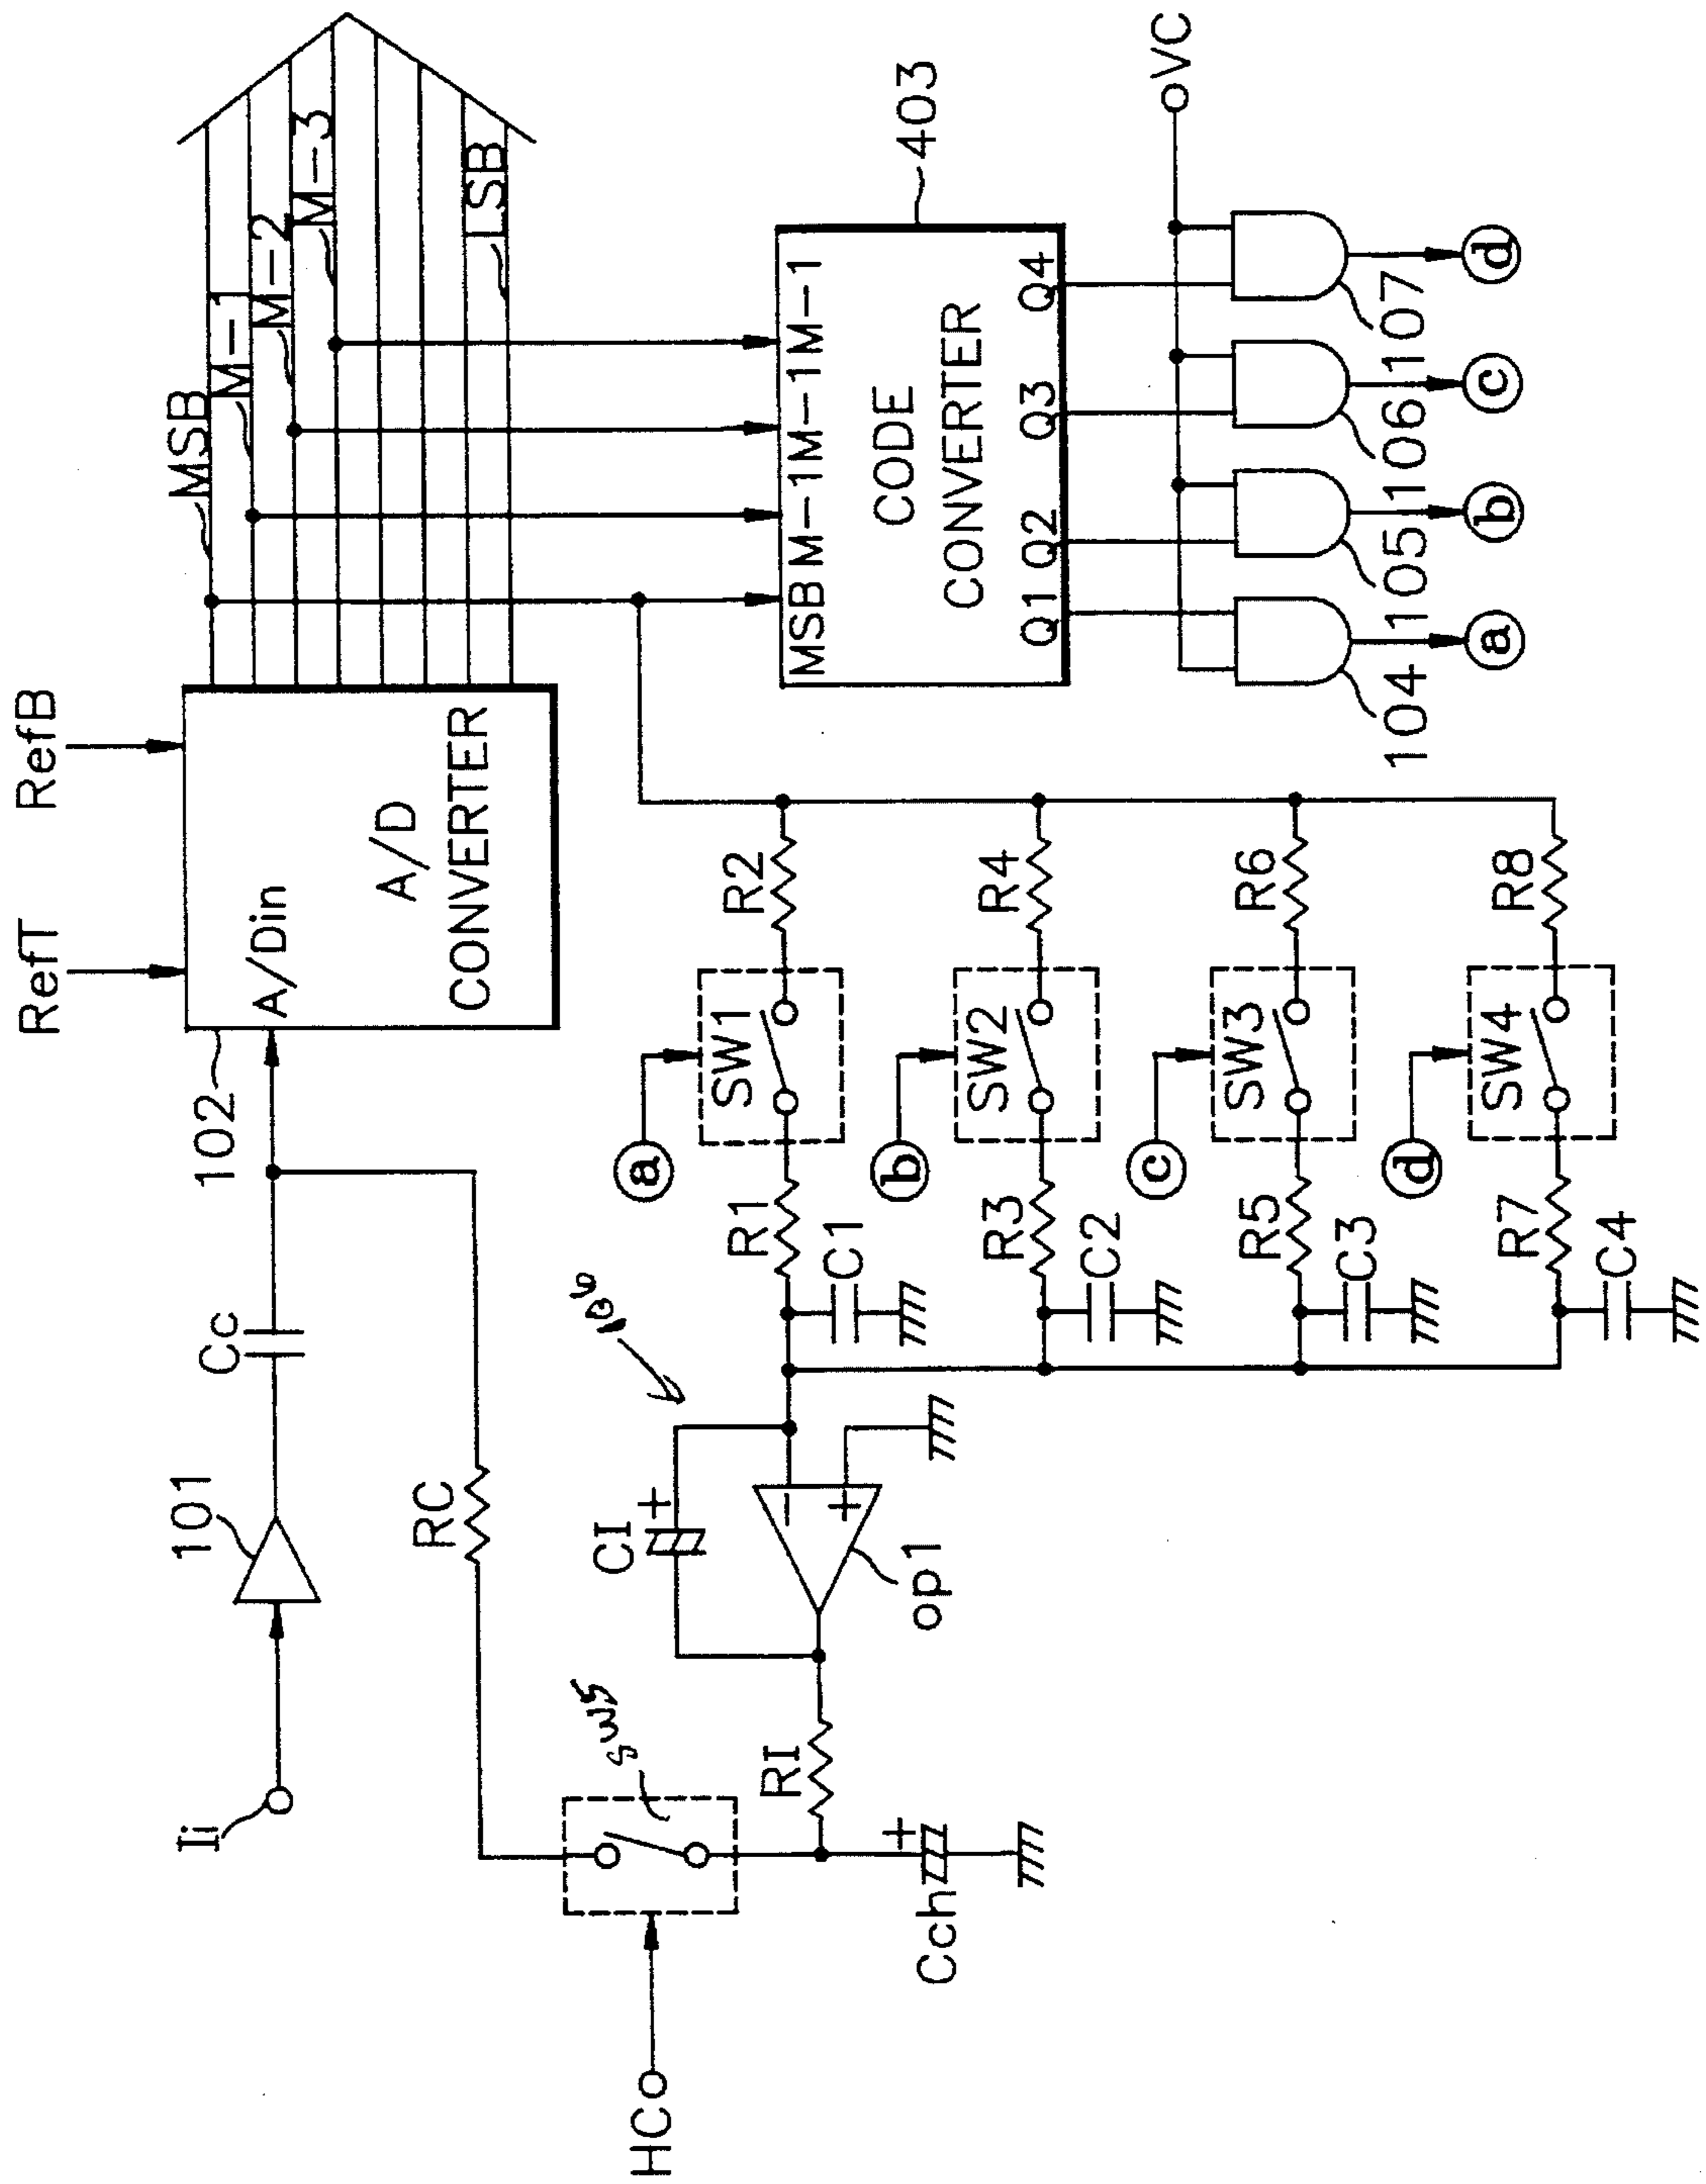 RefT
RefB
Ii
101
Cc
102
A/Din
A/D
CONVERTER
MSB
M-1
M-2
M-3
LSB
RC
HC
SW5
RI
Cch
CI
+
+
-
+
op1
a
SW1
R1
R2
C1
b
SW2
R3
R4
C2
c
SW3
R5
R6
C3
d
SW4
R7
R8
C4
MSB
M-1
M-1
M-1
CODE
CONVERTER
403
Q1
Q2
Q3
Q4
VC
104
105
106
107
a
b
c
d